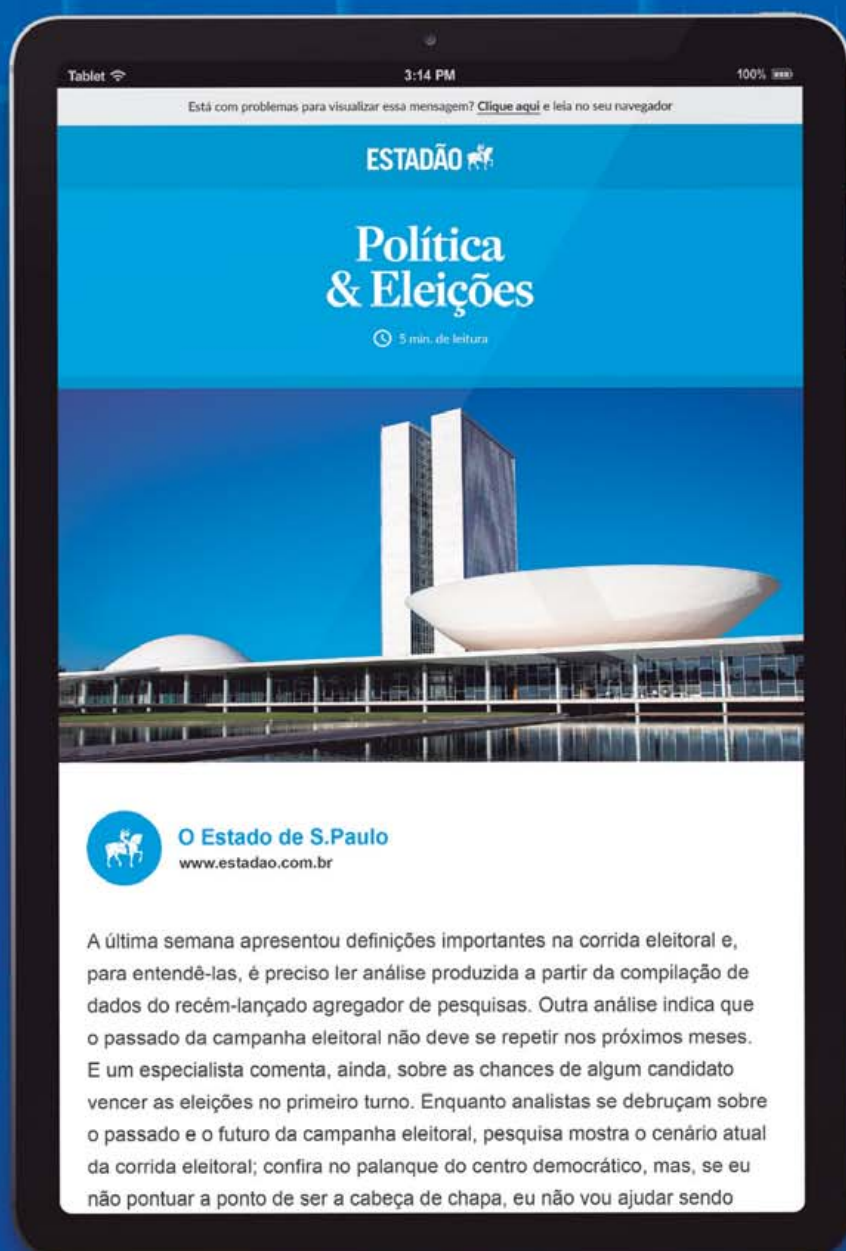 Tablet
3:14 PM
100%
Está com problemas para visualizar essa mensagem? Clique aqui e leia no seu navegador
ESTADÃO
Política
& Eleições
5 min. de leitura
O Estado de S.Paulo
www.estadao.com.br
A última semana apresentou definições importantes na corrida eleitoral e,
para entendê-las, é preciso ler análise produzida a partir da compilação de
dados do recém-lançado agregador de pesquisas. Outra análise indica que
o passado da campanha eleitoral não deve se repetir nos próximos meses.
E um especialista comenta, ainda, sobre as chances de algum candidato
vencer as eleições no primeiro turno. Enquanto analistas se debruçam sobre
o passado e o futuro da campanha eleitoral, pesquisa mostra o cenário atual
da corrida eleitoral; confira no palanque do centro democrático, mas, se eu
não pontuar a ponto de ser a cabeça de chapa, eu não vou ajudar sendo